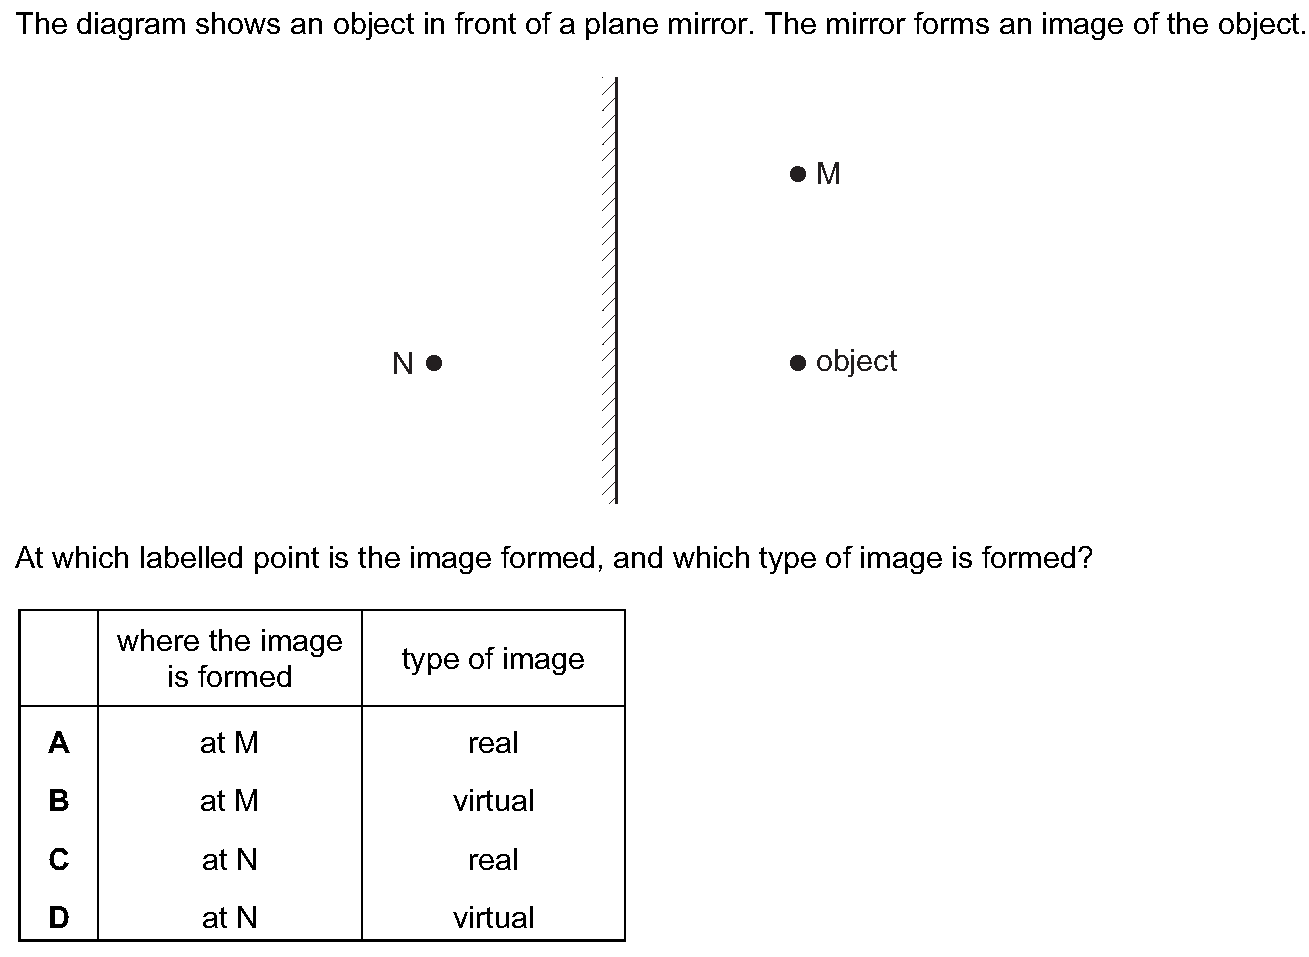 The diagram shows an object in front of a plane mirror. The mirror forms an image of the object.
M
N
object
At which labelled point is the image formed, and which type of image is formed?
where the image
is formed
type of image
A at M real
B at M virtual
C at N real
D at N virtual